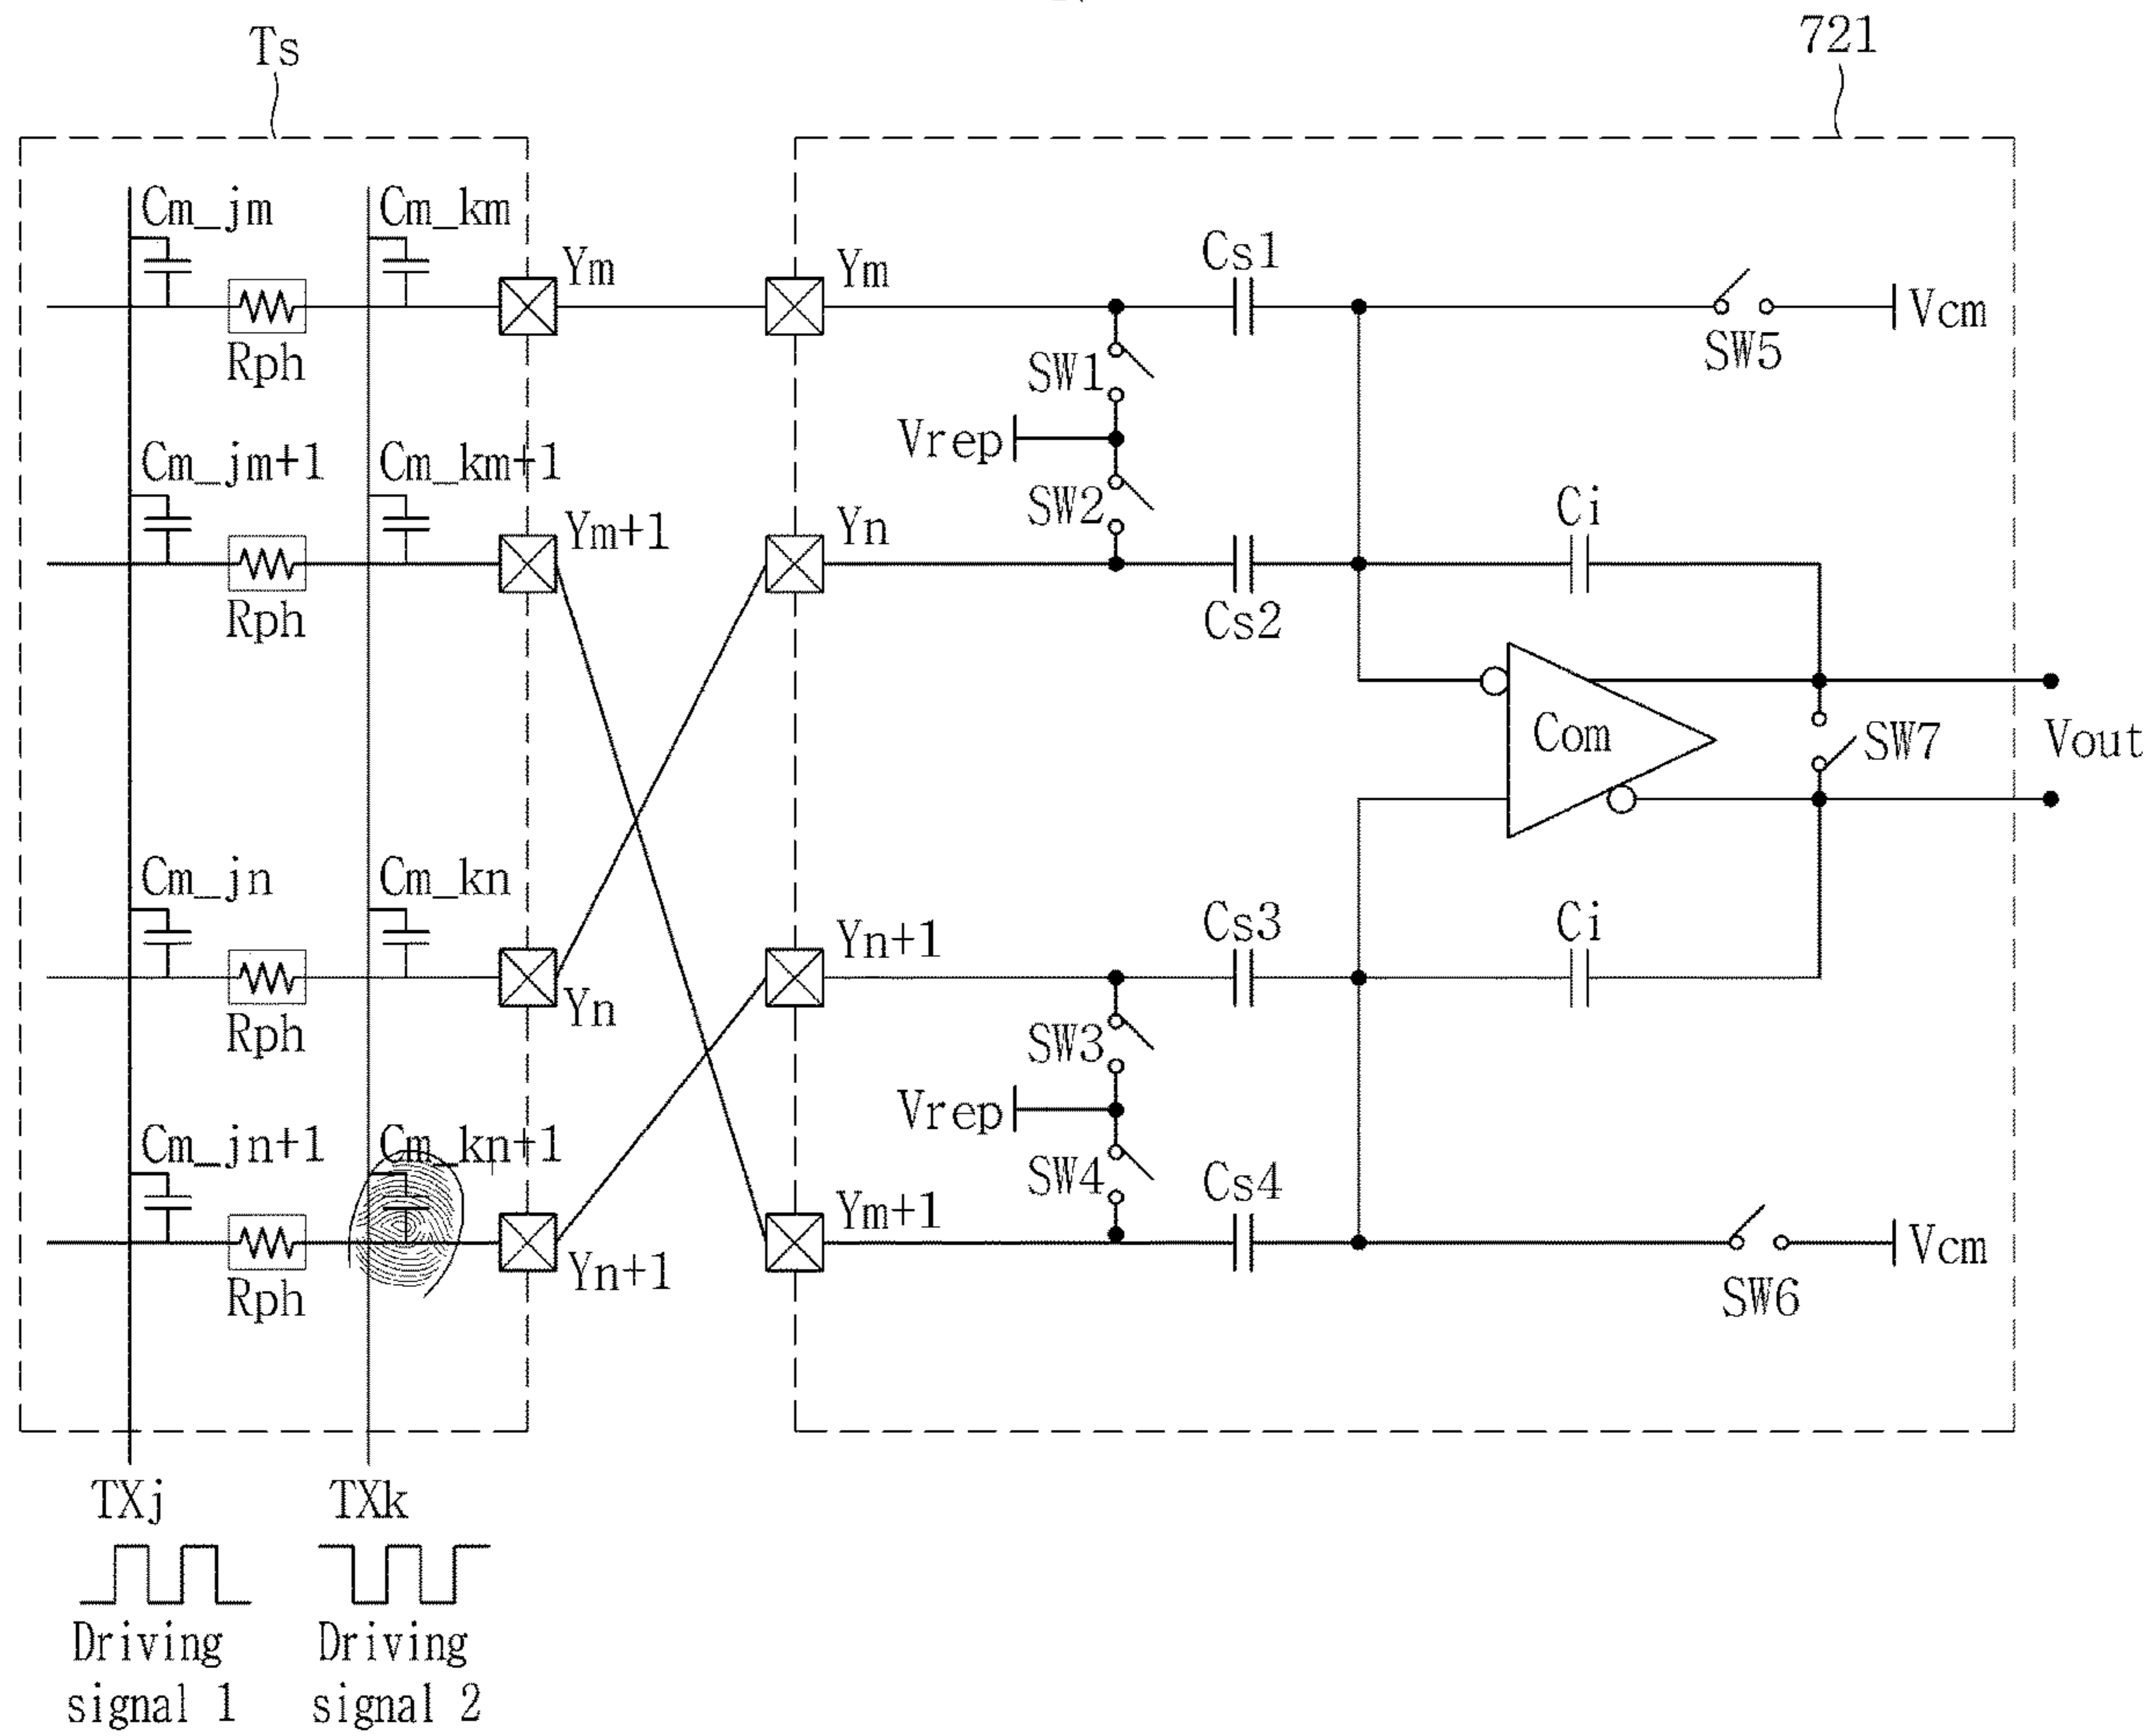 Ts
721
Cm_jm
Cm_km
Ym
Ym
Cs1
Rph
SW1
SW5
Vcm
Vrep
Cm_jm+1
Cm_km+1
Ym+1
SW2
Yn
Ci
Rph
Cs2
Com
SW7
Vout
Cm_jn
Cm_kn
Yn+1
Cs3
Ci
Yn
Rph
SW3
Vrep
Cm_jn+1
Cm_kn+1
SW4
Cs4
Ym+1
Yn+1
Vcm
Rph
SW6
TXj
TXk
Driving
signal 1
Driving
signal 2